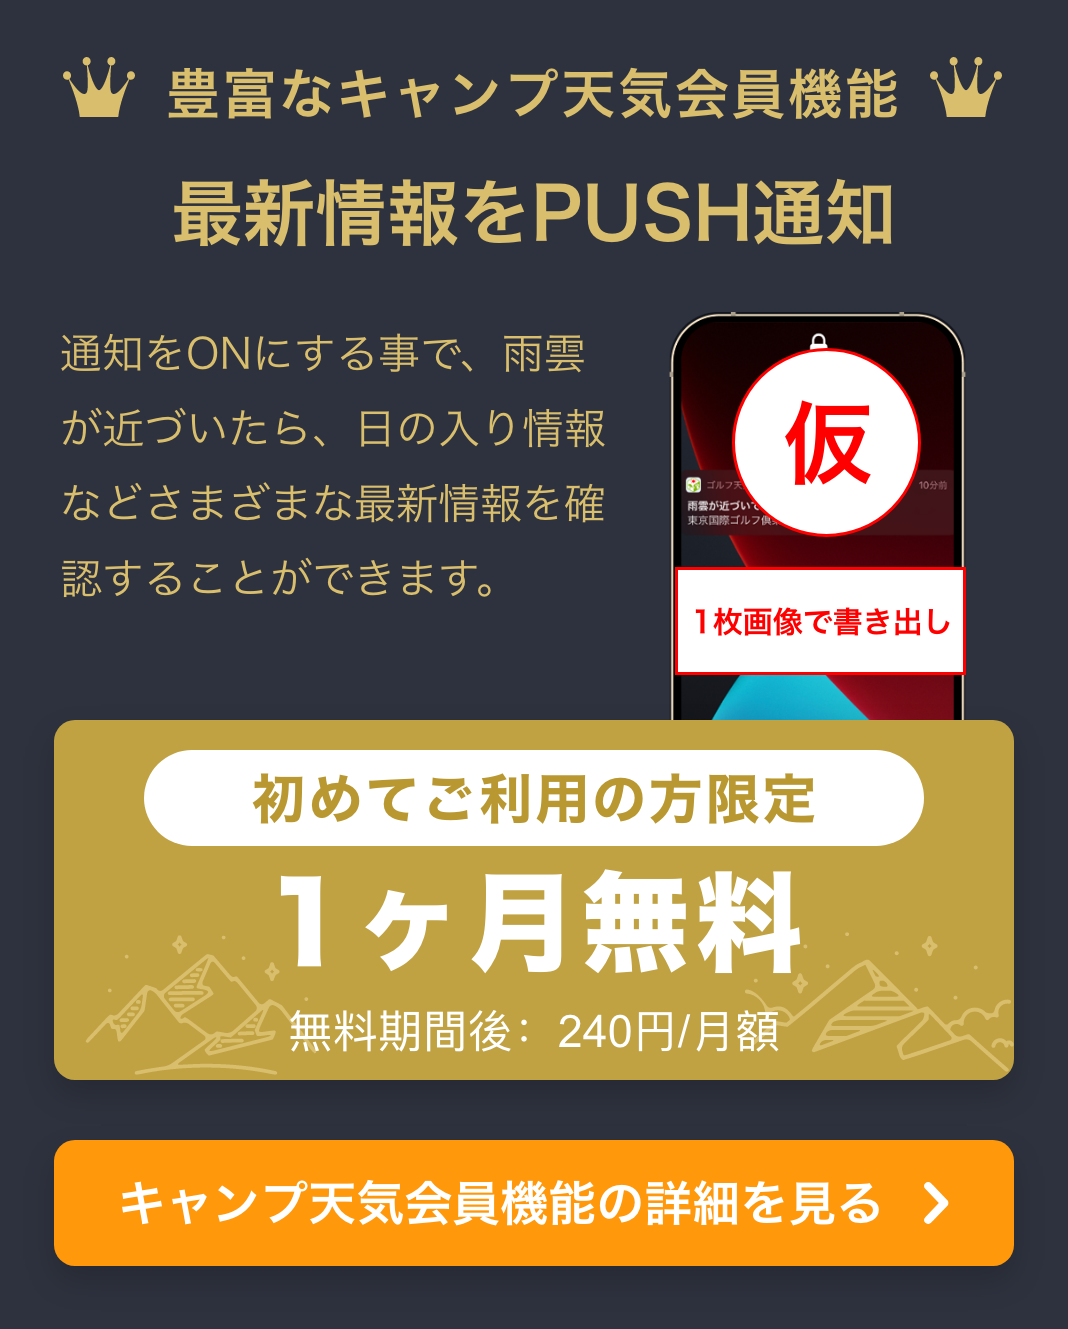 豊富なキャンプ天気会員機能
最新情報をPUSH通知
通知をONにする事で、雨雲
が近づいたら、日の入り情報
などさまざまな最新情報を確
認することができます。
仮
ゴルフ天
10分前
雨雲が近づいて
東京国際ゴルフ倶
1枚画像で書き出し
初めてご利用の方限定
1ヶ月無料
無料期間後：240円/月額
キャンプ天気会員機能の詳細を見る